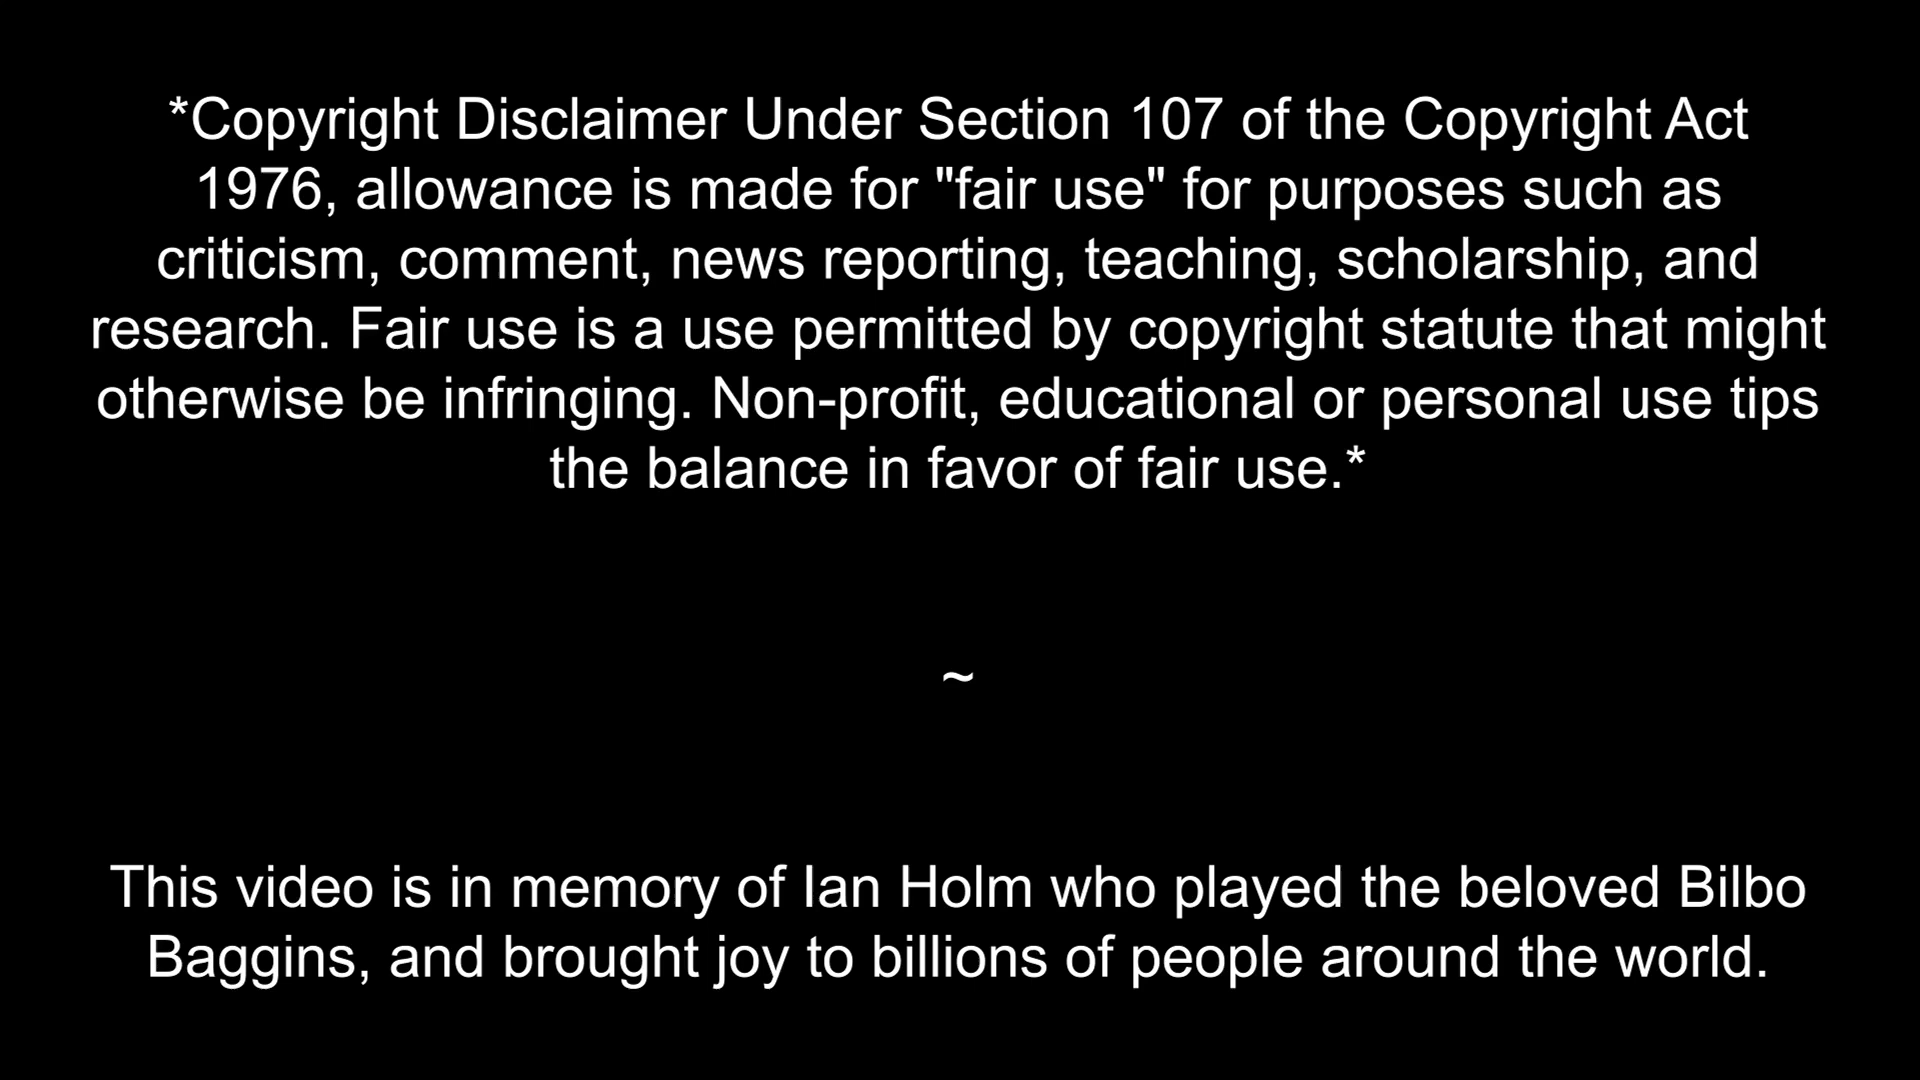 *Copyright Disclaimer Under Section 107 of the Copyright Act
1976, allowance is made for "fair use" for purposes such as
criticism, comment, news reporting, teaching, scholarship, and
research. Fair use is a use permitted by copyright statute that might
otherwise be infringing. Non-profit, educational or personal use tips
the balance in favor of fair use.*
~
This video is in memory of Ian Holm who played the beloved Bilbo
Baggins, and brought joy to billions of people around the world.